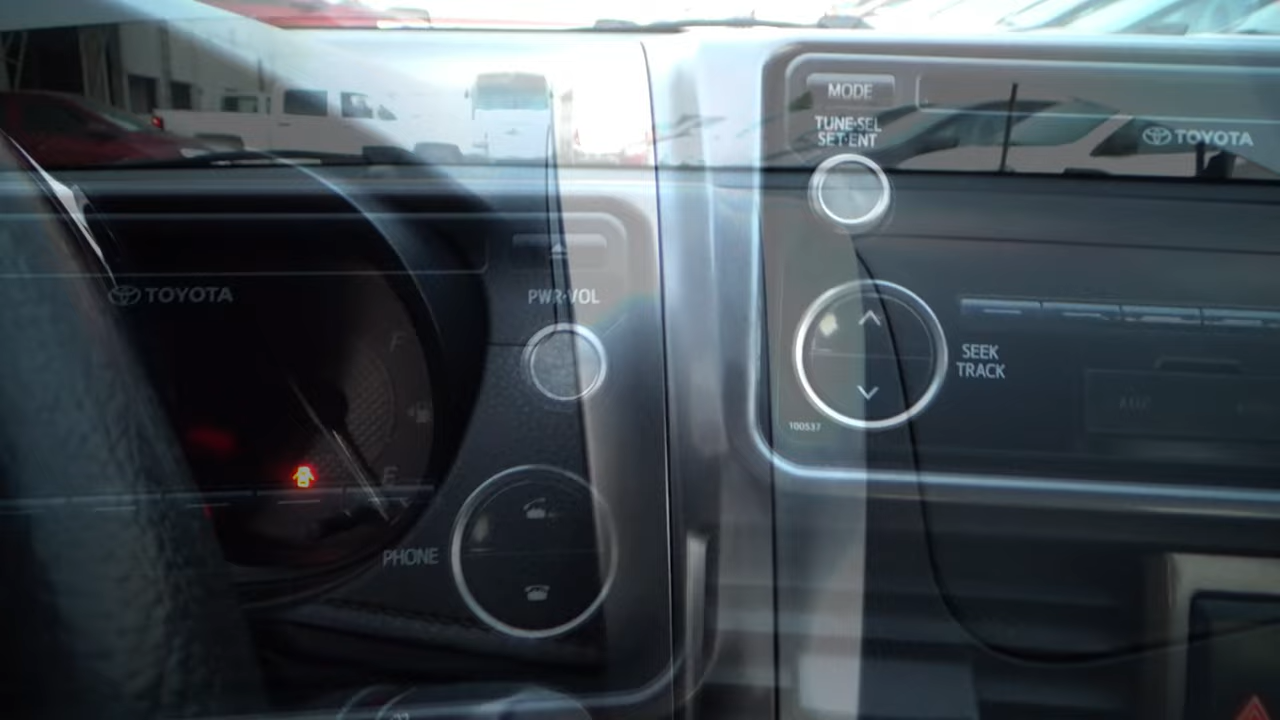 MODE
TUNE·SEL
SET·ENT
TOYOTA
TOYOTA
PWR·VOL
F
SEEK
TRACK
100537
E
PHONE